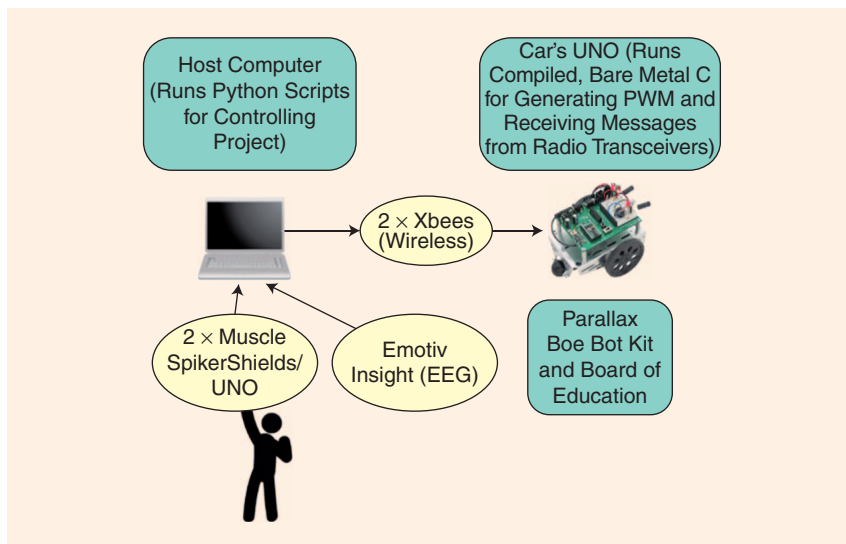 Host Computer
(Runs Python Scripts
for Controlling
Project)
Car’s UNO (Runs
Compiled, Bare Metal C
for Generating PWM and
Receiving Messages
from Radio Transceivers)
2 × Xbees
(Wireless)
2 × Muscle
SpikerShields/
UNO
Emotiv
Insight (EEG)
Parallax
Boe Bot Kit
and Board of
Education